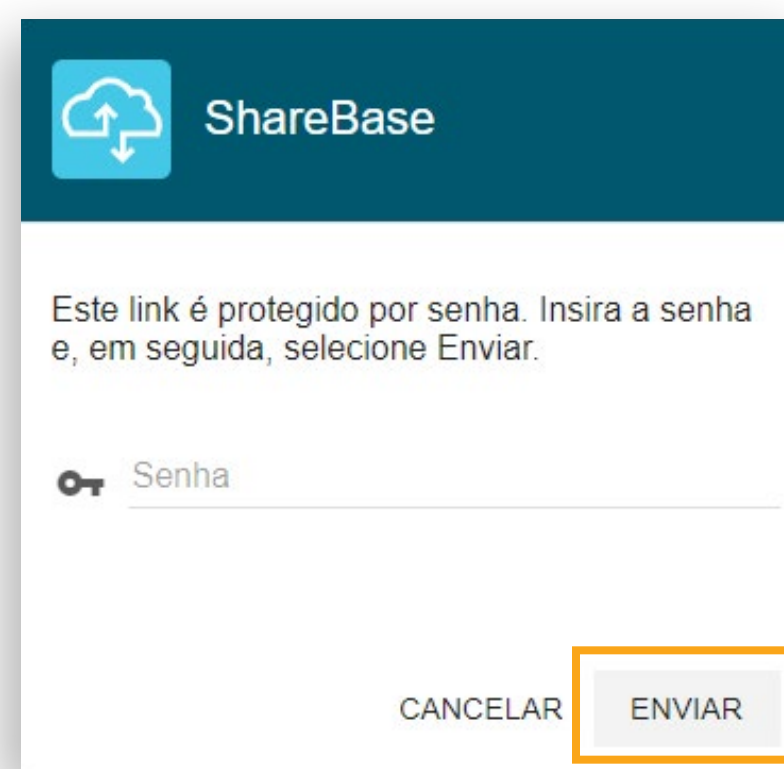 ShareBase
Este link é protegido por senha. Insira a senha
e, em seguida, selecione Enviar.
Senha
CANCELAR ENVIAR